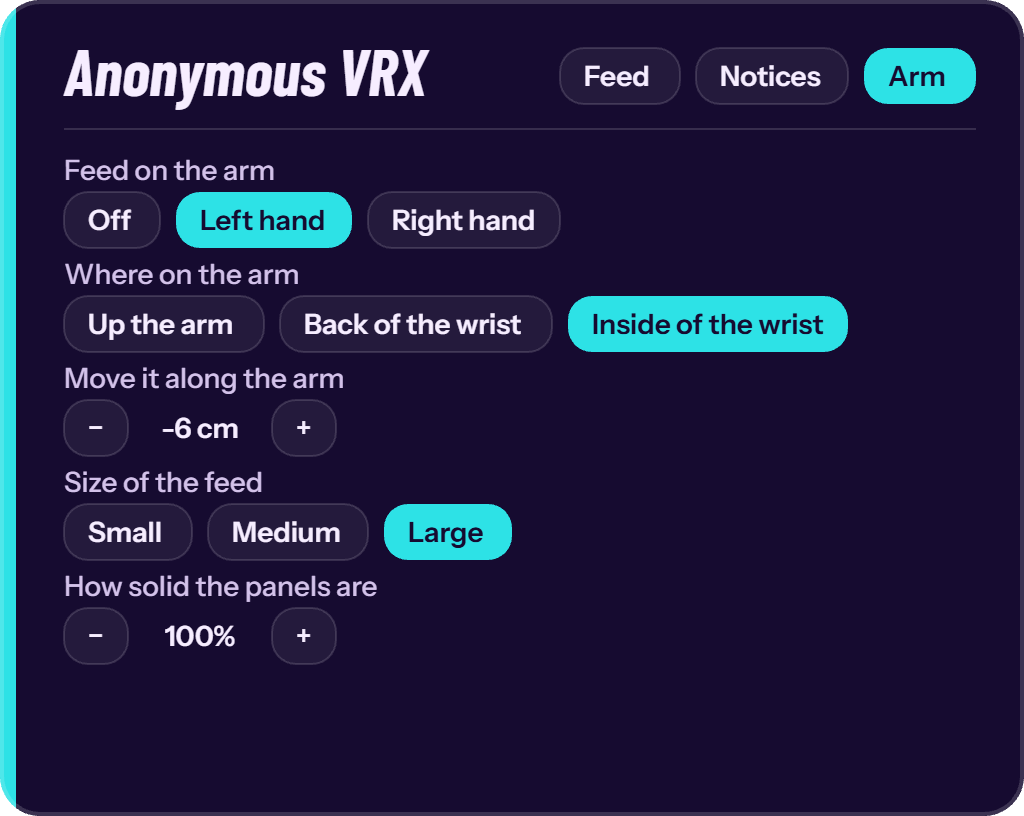 Anonymous VRX
Feed Notices Arm
Feed on the arm
Off Left hand Right hand
Where on the arm
Up the arm Back of the wrist Inside of the wrist
Move it along the arm
− -6 cm +
Size of the feed
Small Medium Large
How solid the panels are
− 100% +